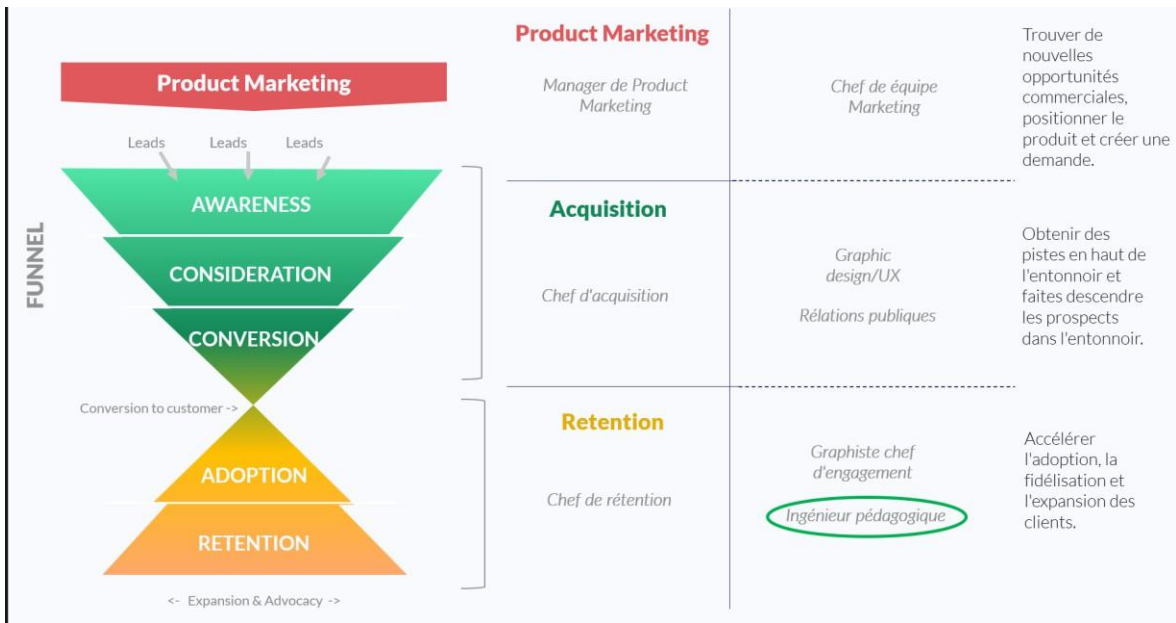 Product Marketing
Leads
Leads
Leads
FUNNEL
AWARENESS
CONSIDERATION
CONVERSION
Conversion to customer ->
ADOPTION
RETENTION
<- Expansion & Advocacy ->
Product Marketing
Manager de Product
Marketing
Chef de équipe
Marketing
Trouver de
nouvelles
opportunités
commerciales,
positionner le
produit et créer une
demande.
Acquisition
Chef d'acquisition
Graphic
design/UX
Rélations publiques
Obtenir des
pistes en haut de
l'entonnoir et
faites descendre
les prospects
dans l'entonnoir.
Retention
Chef de rétention
Graphiste chef
d'engagement
Ingénieur pédagogique
Accélérer
l'adoption, la
fidélisation et
l'expansion des
clients.